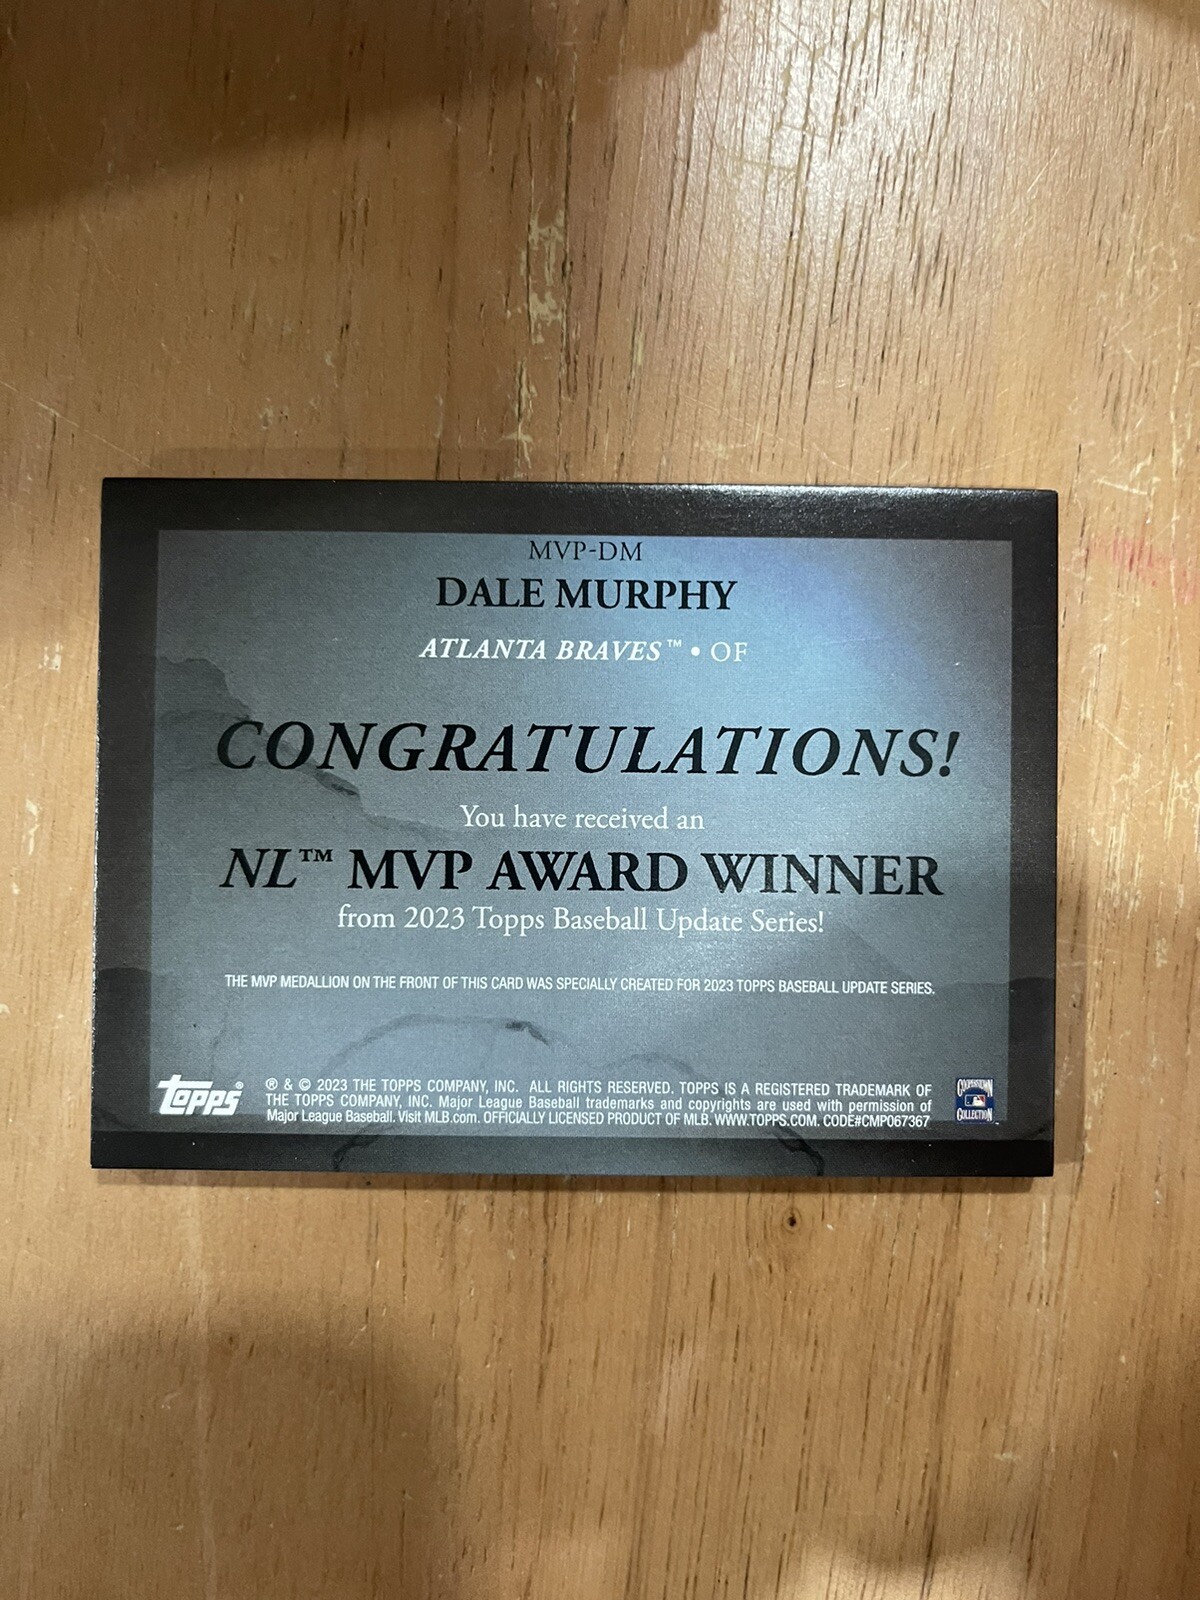 MVP-DM
DALE MURPHY
ATLANTA BRAVES™ • OF
CONGRATULATIONS!
You have received an
NL™ MVP AWARD WINNER
from 2023 Topps Baseball Update Series!
THE MVP MEDALLION ON THE FRONT OF THIS CARD WAS SPECIALLY CREATED FOR 2023 TOPPS BASEBALL UPDATE SERIES.
topps®
® & © 2023 THE TOPPS COMPANY, INC. ALL RIGHTS RESERVED. TOPPS IS A REGISTERED TRADEMARK OF
THE TOPPS COMPANY, INC. Major League Baseball trademarks and copyrights are used with permission of
Major League Baseball. Visit MLB.com. OFFICIALLY LICENSED PRODUCT OF MLB. WWW.TOPPS.COM. CODE#CMP067367
COOPERSTOWN
COLLECTION